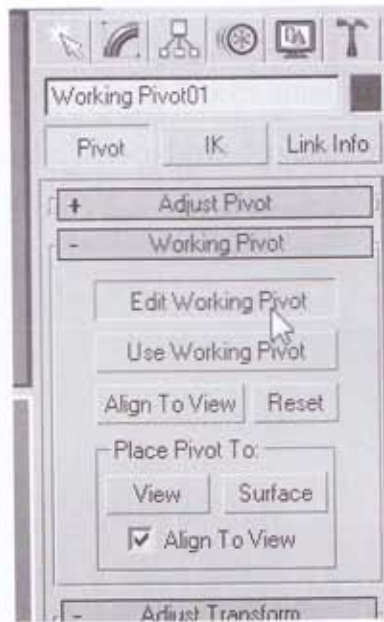 Working Pivot01
Pivot IK Link Info
+ Adjust Pivot
- Working Pivot
Edit Working Pivot
Use Working Pivot
Align To View Reset
Place Pivot To:
View Surface
Align To View
- Adjust Transform